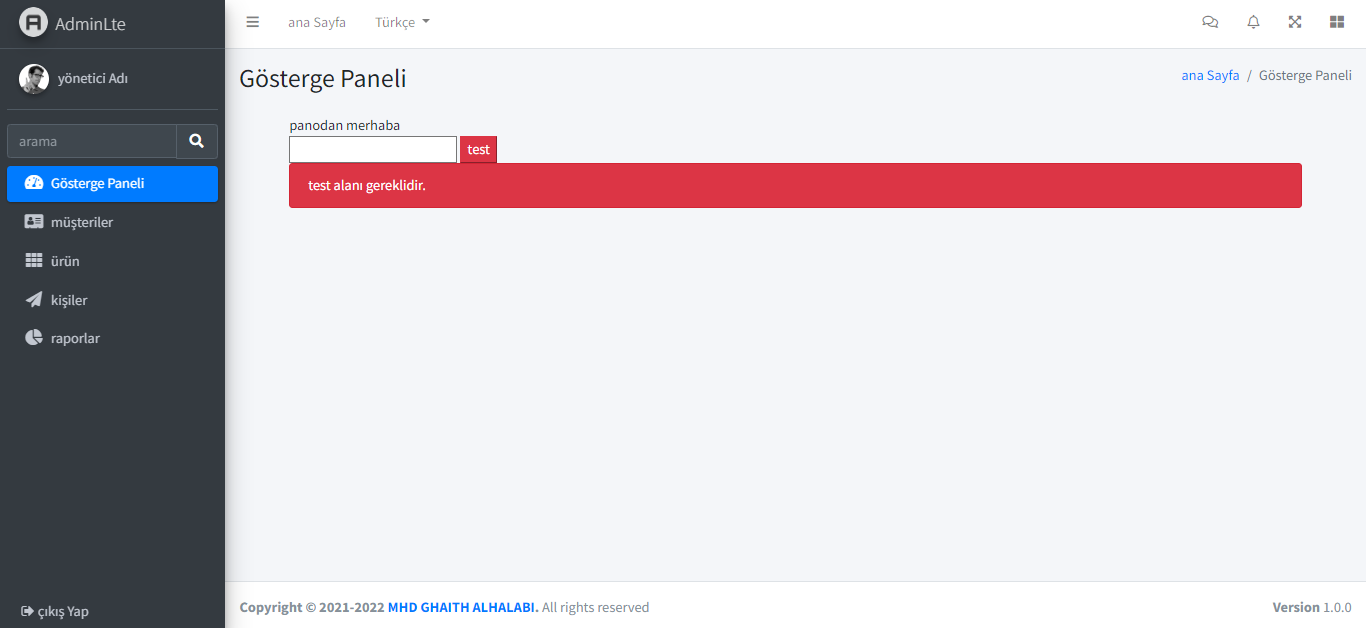 AdminLte
yönetici Adı
arama
Gösterge Paneli
müşteriler
ürün
kişiler
raporlar
çıkış Yap
ana Sayfa
Türkçe
Gösterge Paneli
ana Sayfa / Gösterge Paneli
panodan merhaba
test
test alanı gereklidir.
Copyright © 2021-2022 MHD GHAITH ALHALABI. All rights reserved
Version 1.0.0